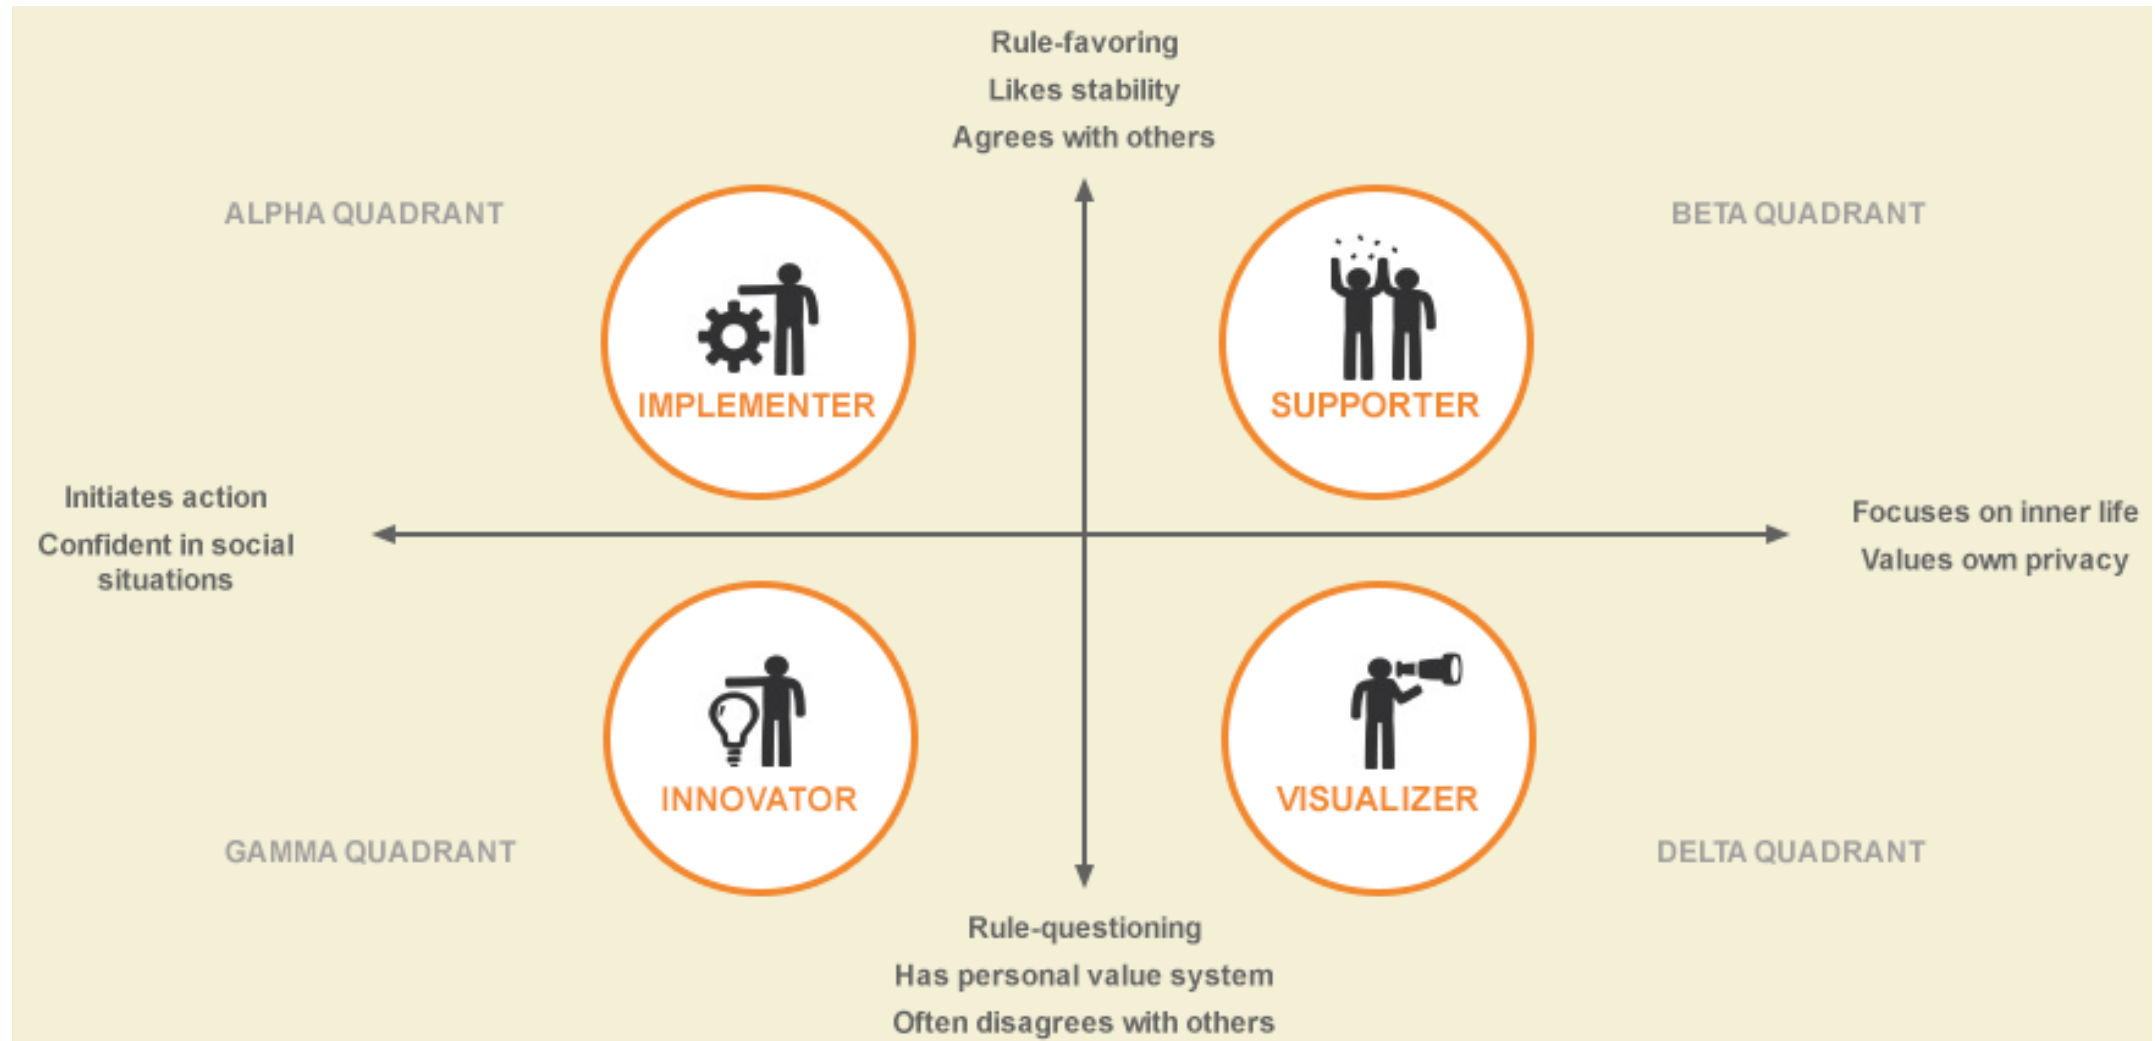 Rule-favoring
Likes stability
Agrees with others
ALPHA QUADRANT
BETA QUADRANT
IMPLEMENTER
SUPPORTER
Initiates action
Confident in social
situations
Focuses on inner life
Values own privacy
INNOVATOR
VISUALIZER
GAMMA QUADRANT
DELTA QUADRANT
Rule-questioning
Has personal value system
Often disagrees with others